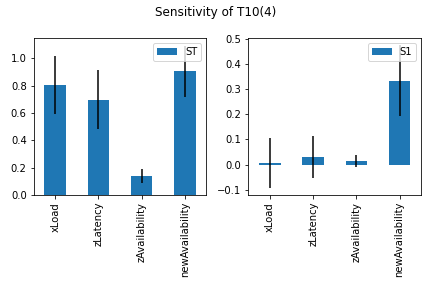 Sensitivity of T10(4)
ST
1.0
0.8
0.6
0.4
0.2
0.0
xLoad
zLatency
zAvailability
newAvailability
S1
0.5
0.4
0.3
0.2
0.1
0.0
−0.1
xLoad
zLatency
zAvailability
newAvailability